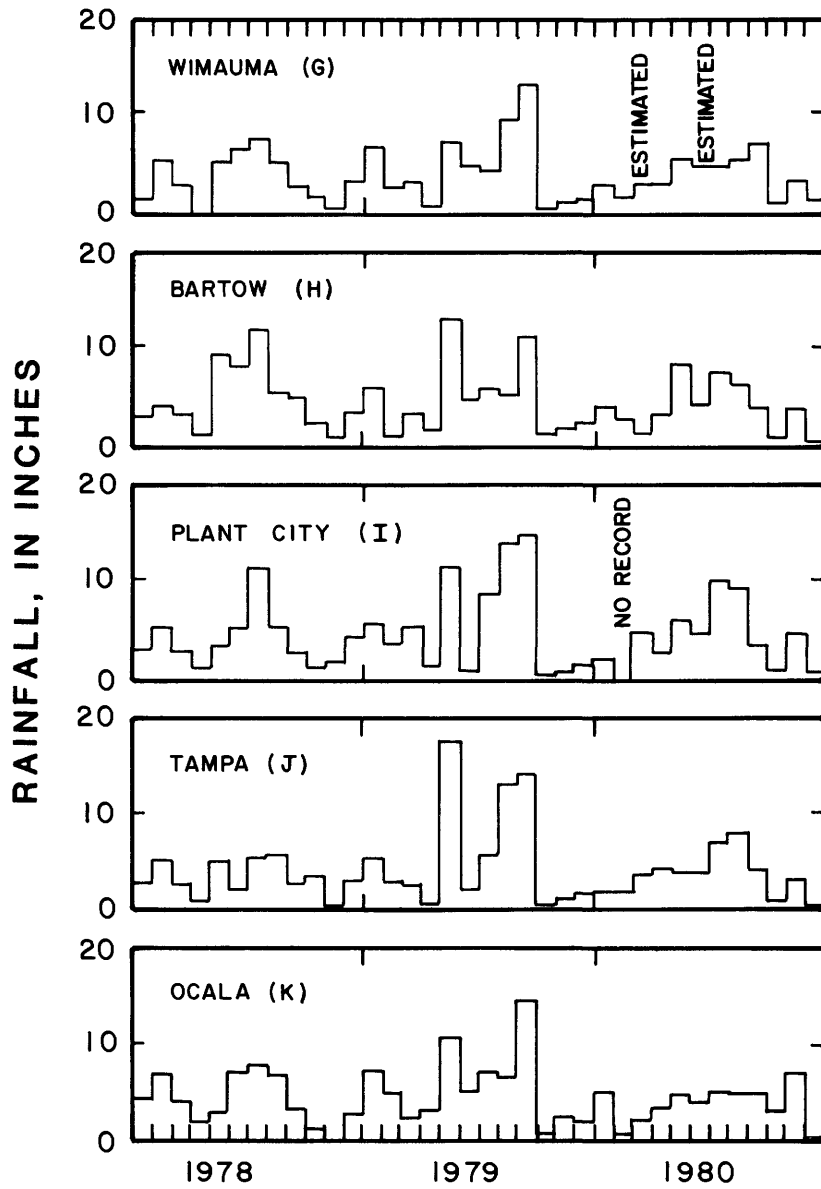 RAINFALL, IN INCHES
20
10
0
WIMAUMA (G)
ESTIMATED
ESTIMATED
20
10
0
BARTOW (H)
20
10
0
PLANT CITY (I)
NO RECORD
20
10
0
TAMPA (J)
20
10
0
OCALA (K)
1978 1979 1980